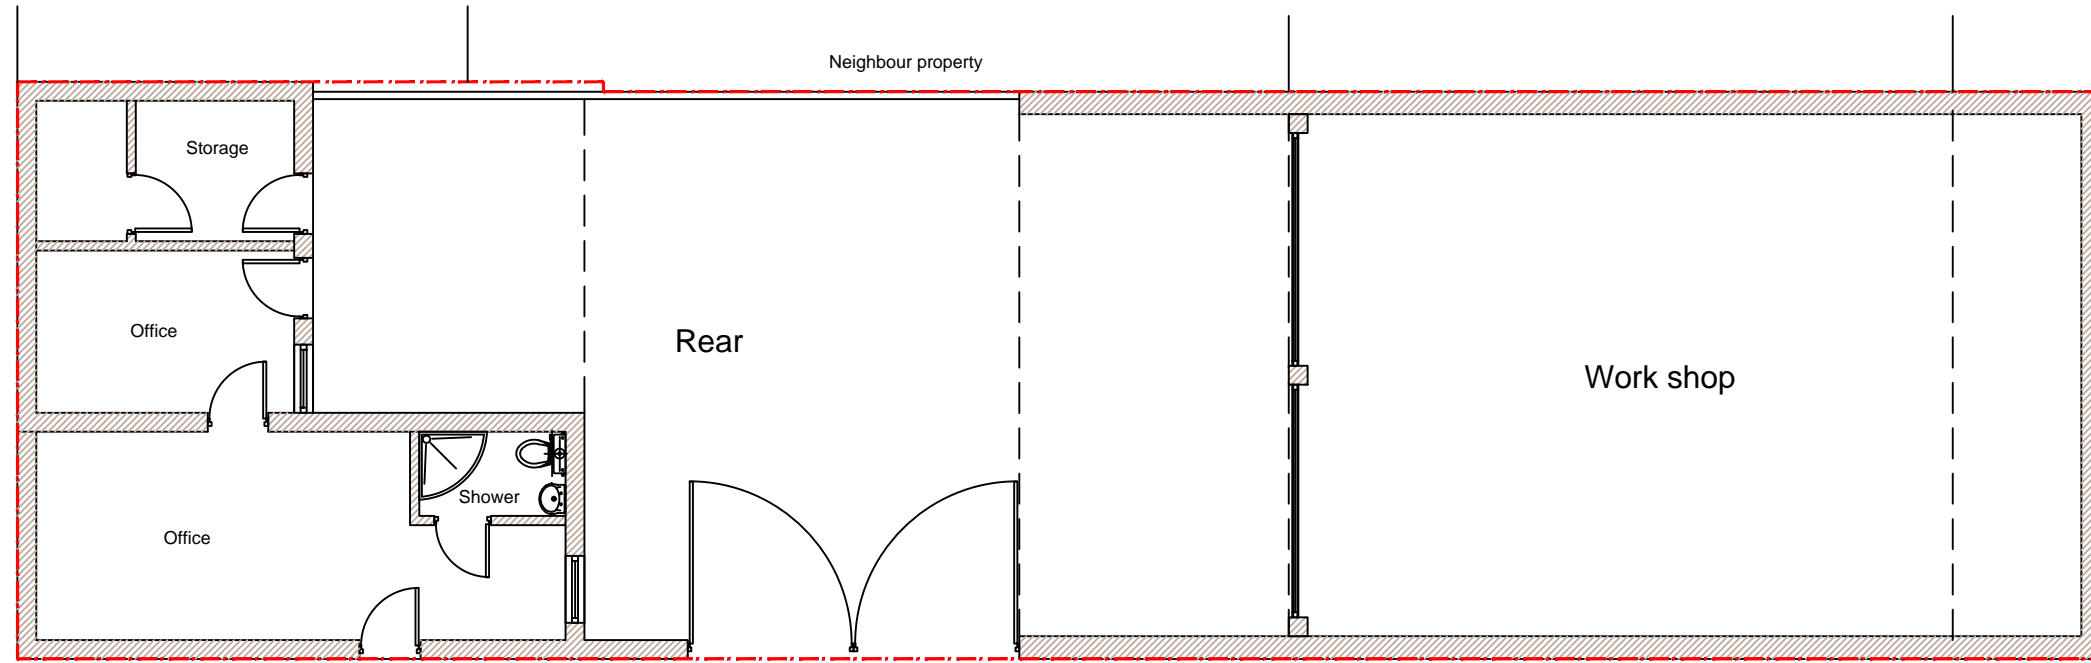 Neighbour property
Storage
Office
Rear
Work shop
Shower
Office